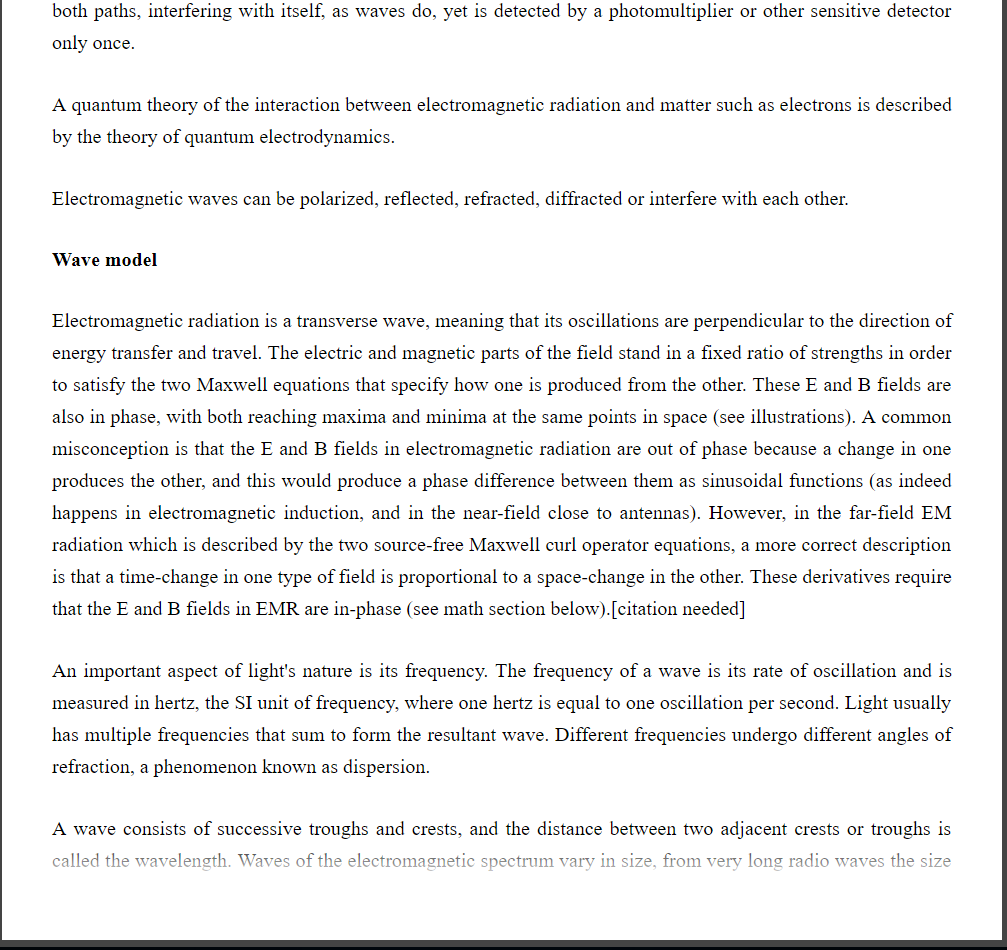 both paths, interfering with itself, as waves do, yet is detected by a photomultiplier or other sensitive detector
only once.
A quantum theory of the interaction between electromagnetic radiation and matter such as electrons is described
by the theory of quantum electrodynamics.
Electromagnetic waves can be polarized, reflected, refracted, diffracted or interfere with each other.
Wave model
Electromagnetic radiation is a transverse wave, meaning that its oscillations are perpendicular to the direction of
energy transfer and travel. The electric and magnetic parts of the field stand in a fixed ratio of strengths in order
to satisfy the two Maxwell equations that specify how one is produced from the other. These E and B fields are
also in phase, with both reaching maxima and minima at the same points in space (see illustrations). A common
misconception is that the E and B fields in electromagnetic radiation are out of phase because a change in one
produces the other, and this would produce a phase difference between them as sinusoidal functions (as indeed
happens in electromagnetic induction, and in the near-field close to antennas). However, in the far-field EM
radiation which is described by the two source-free Maxwell curl operator equations, a more correct description
is that a time-change in one type of field is proportional to a space-change in the other. These derivatives require
that the E and B fields in EMR are in-phase (see math section below).[citation needed]
An important aspect of light's nature is its frequency. The frequency of a wave is its rate of oscillation and is
measured in hertz, the SI unit of frequency, where one hertz is equal to one oscillation per second. Light usually
has multiple frequencies that sum to form the resultant wave. Different frequencies undergo different angles of
refraction, a phenomenon known as dispersion.
A wave consists of successive troughs and crests, and the distance between two adjacent crests or troughs is
called the wavelength. Waves of the electromagnetic spectrum vary in size, from very long radio waves the size